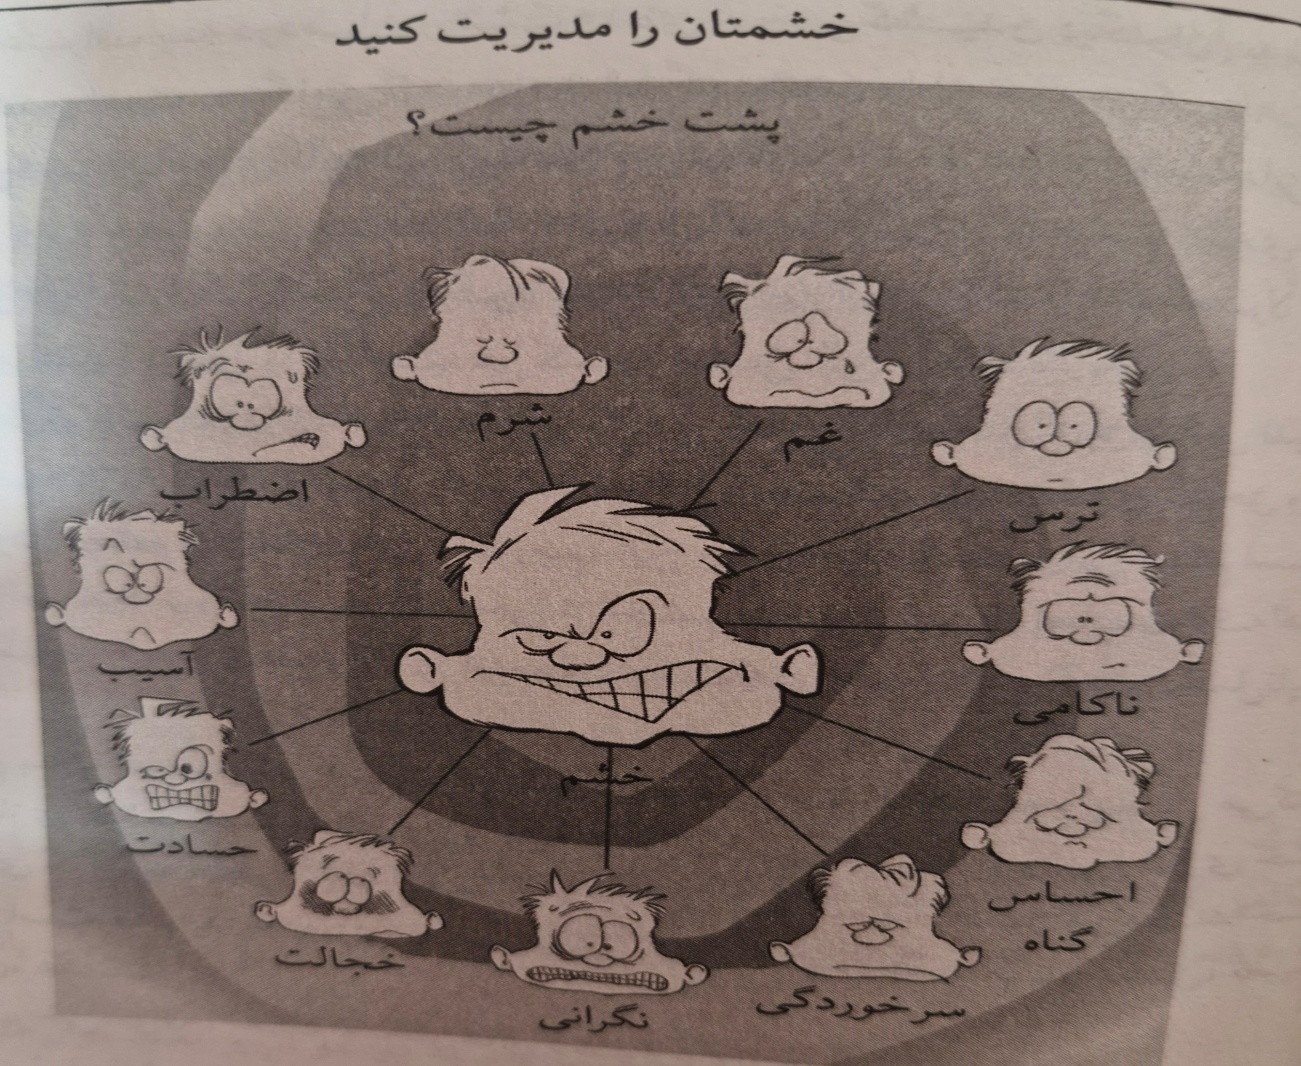 خشمتان را مدیریت کنید
پشت خشم چیست؟
غم
شرم
ترس
اضطراب
ناکامی
آسیب
خشم
احساس
گناه
حسادت
سرخوردگی
نگرانی
خجالت